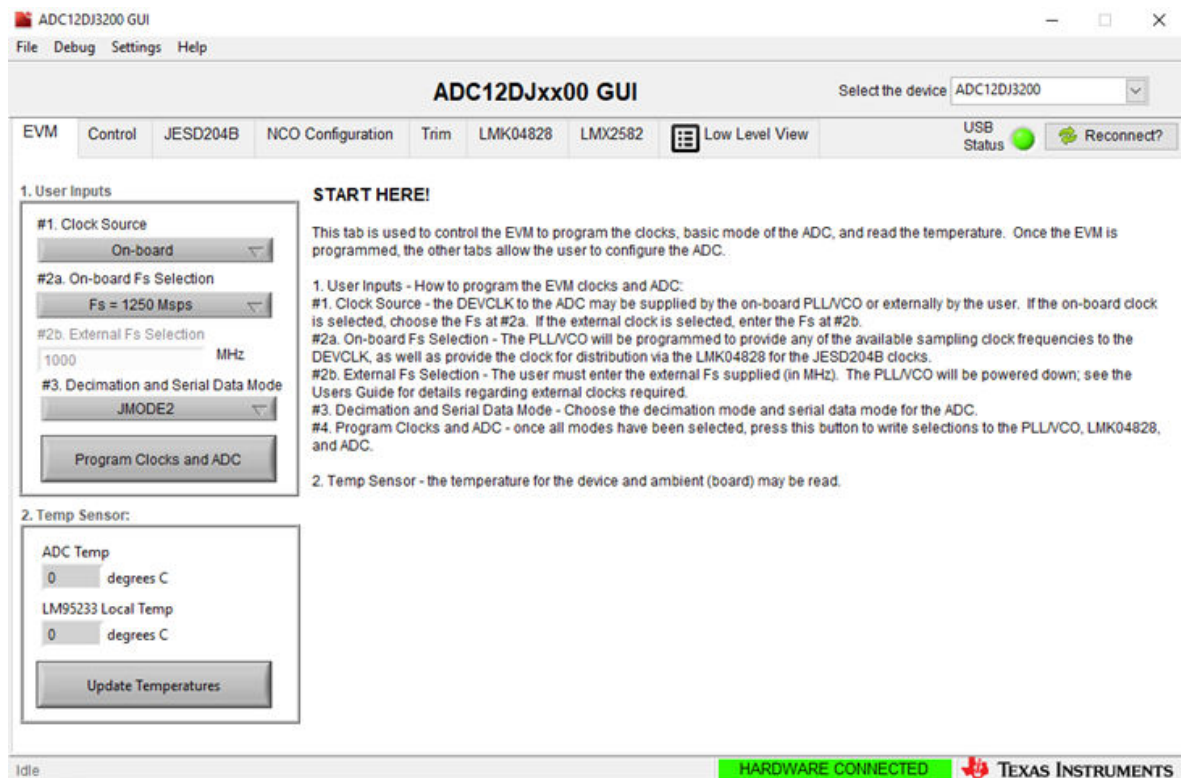 ADC12DJ3200 GUI
File Debug Settings Help
ADC12DJxx00 GUI
Select the device ADC12DJ3200
EVM Control JESD204B NCO Configuration Trim LMK04828 LMX2582 Low Level View USB Status Reconnect?
1. User Inputs
#1. Clock Source
On-board
#2a. On-board Fs Selection
Fs = 1250 Msps
#2b. External Fs Selection
1000 MHz
#3. Decimation and Serial Data Mode
JMODE2
Program Clocks and ADC
2. Temp Sensor:
ADC Temp
0 degrees C
LM95233 Local Temp
0 degrees C
Update Temperatures
START HERE!
This tab is used to control the EVM to program the clocks, basic mode of the ADC, and read the temperature. Once the EVM is
programmed, the other tabs allow the user to configure the ADC.
1. User Inputs - How to program the EVM clocks and ADC:
#1. Clock Source - the DEVCLK to the ADC may be supplied by the on-board PLL/VCO or externally by the user. If the on-board clock
is selected, choose the Fs at #2a. If the external clock is selected, enter the Fs at #2b.
#2a. On-board Fs Selection - The PLL/VCO will be programmed to provide any of the available sampling clock frequencies to the
DEVCLK, as well as provide the clock for distribution via the LMK04828 for the JESD204B clocks.
#2b. External Fs Selection - The user must enter the external Fs supplied (in MHz). The PLL/VCO will be powered down; see the
Users Guide for details regarding external clocks required.
#3. Decimation and Serial Data Mode - Choose the decimation mode and serial data mode for the ADC.
#4. Program Clocks and ADC - once all modes have been selected, press this button to write selections to the PLL/VCO, LMK04828,
and ADC.
2. Temp Sensor - the temperature for the device and ambient (board) may be read.
Idle
HARDWARE CONNECTED
TEXAS INSTRUMENTS